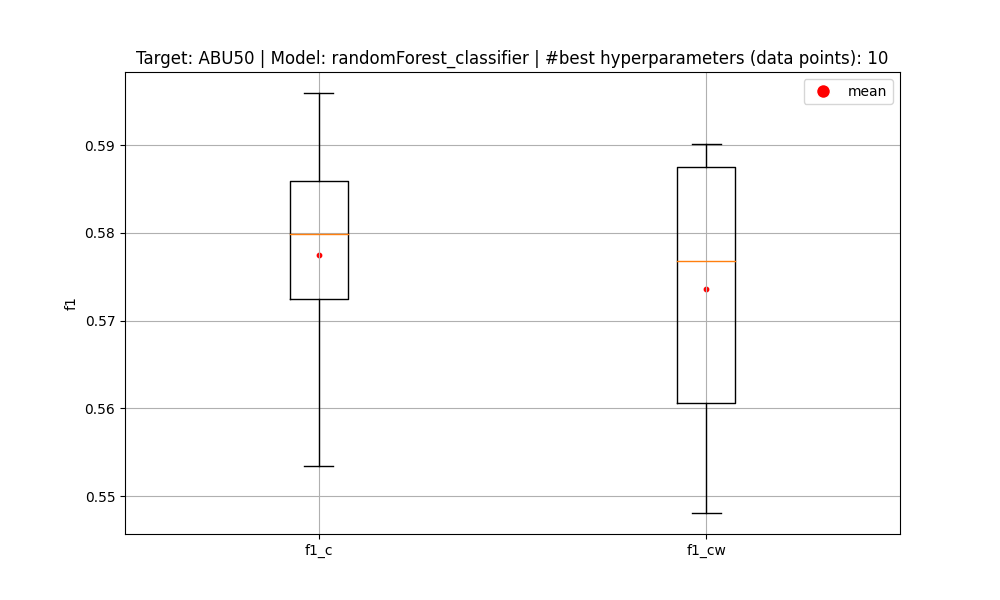 Target: ABU50 | Model: randomForest_classifier | #best hyperparameters (data points): 10
mean
0.59
0.58
0.57
0.56
0.55
f1
f1_c
f1_cw